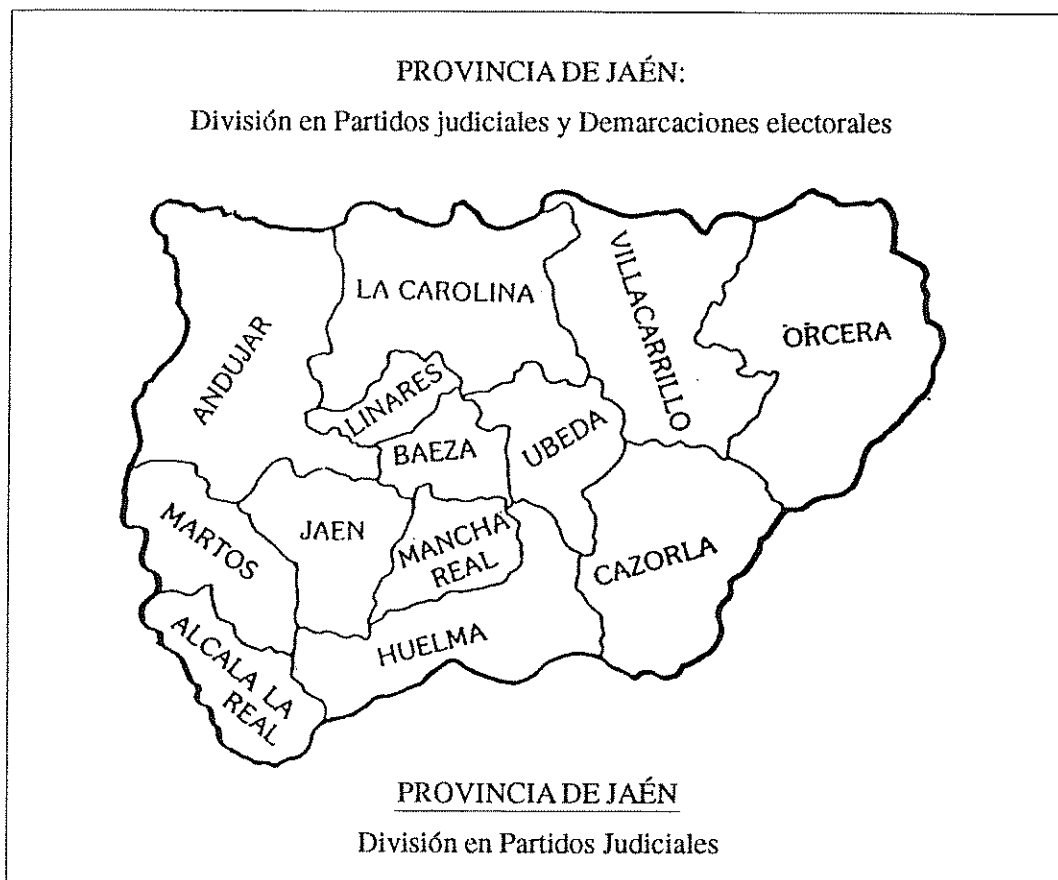 PROVINCIA DE JAÉN:
División en Partidos judiciales y Demarcaciones electorales
ANDUJAR
LA CAROLINA
VILLACARRILLO
ORCERA
LINARES
BAEZA
UBEDA
MARTOS
JAEN
MANCHA
REAL
CAZORLA
ALCALA LA
REAL
HUELMA
PROVINCIA DE JAÉN
División en Partidos Judiciales